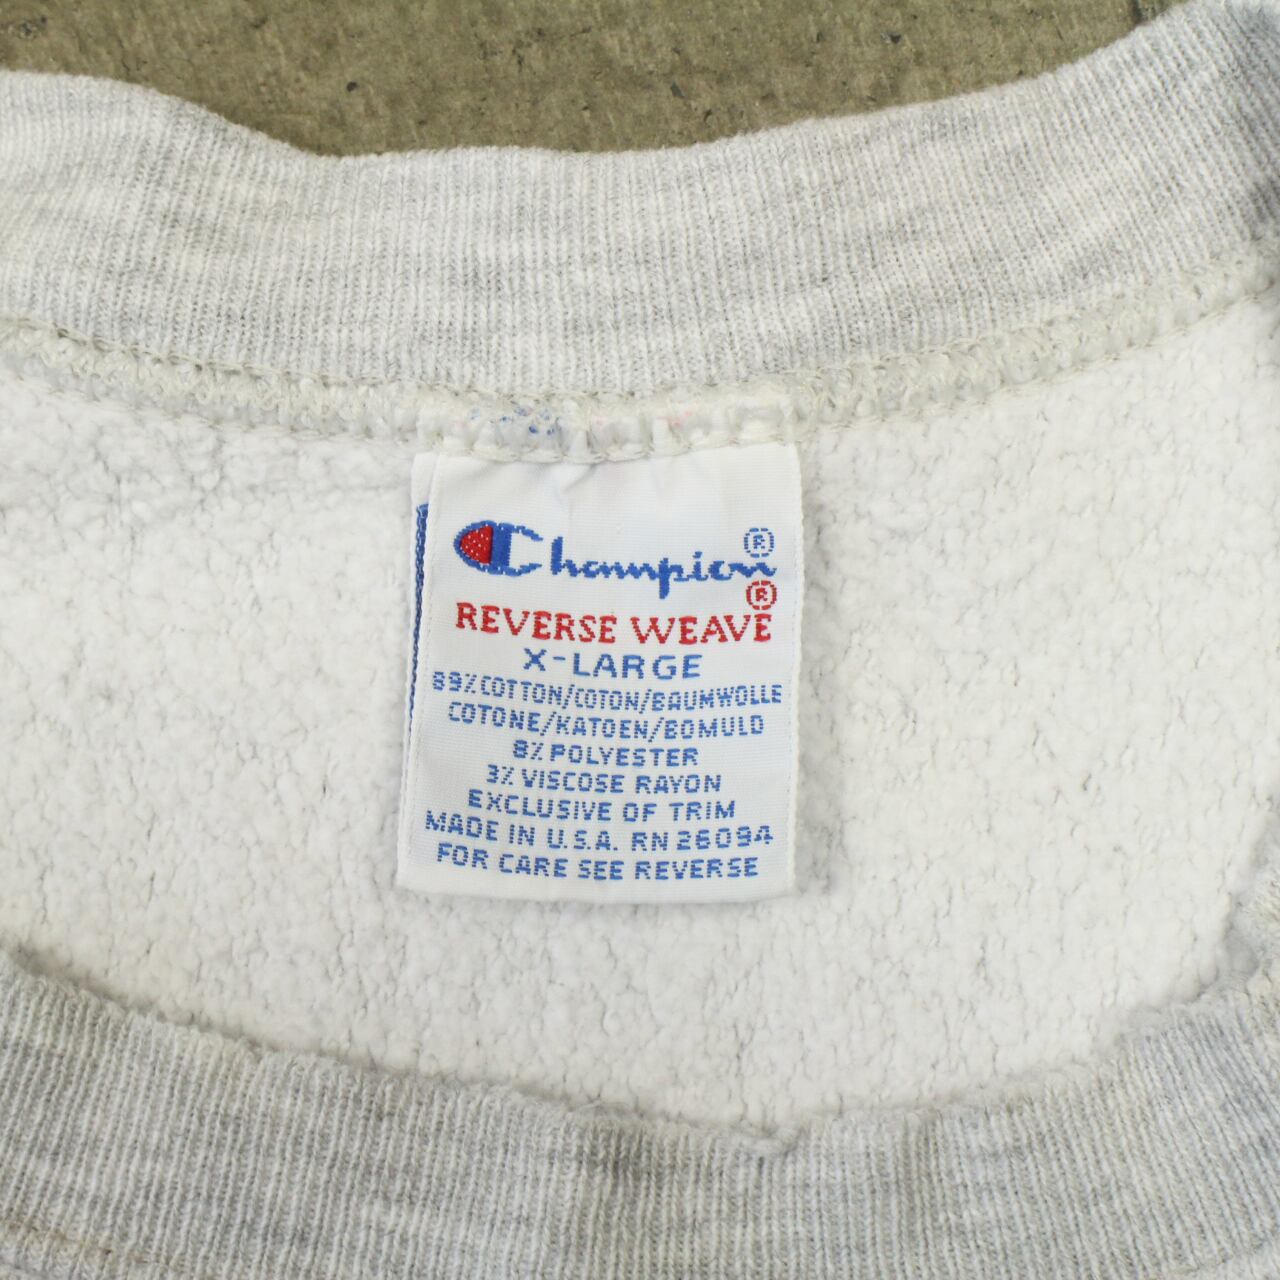 Champion®
REVERSE WEAVE®
X-LARGE
89% COTTON/COTON/BAUMWOLLE
COTONE/KATOEN/BOMULD
8% POLYESTER
3% VISCOSE RAYON
EXCLUSIVE OF TRIM
MADE IN U.S.A. RN 26094
FOR CARE SEE REVERSE